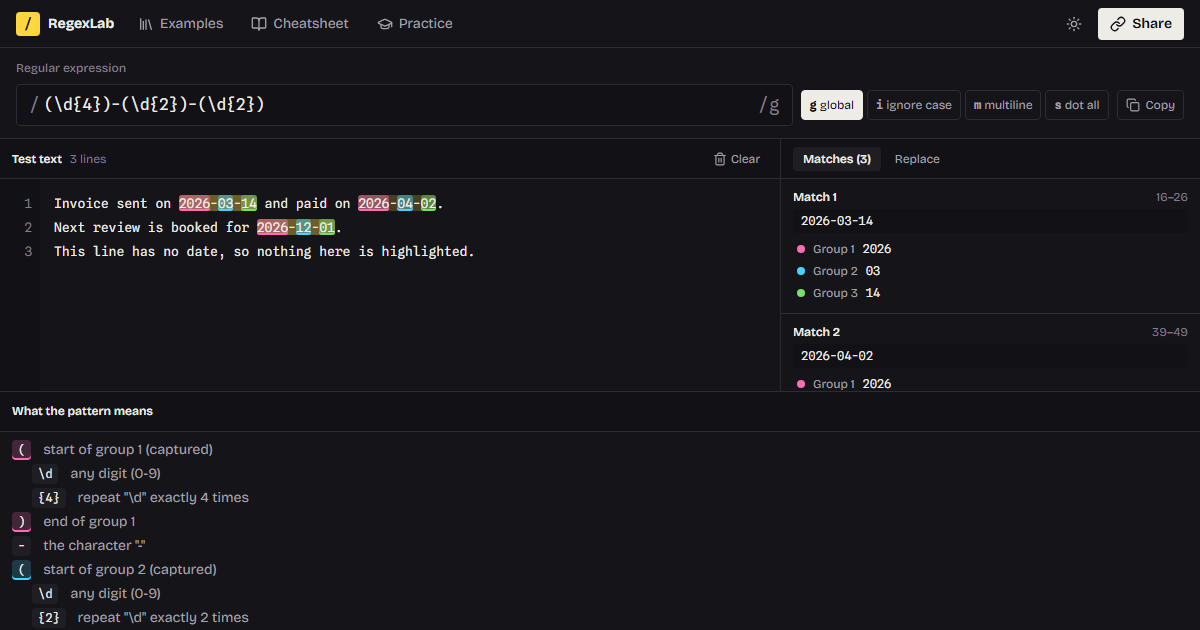 / RegexLab Examples Cheatsheet Practice Share
Regular expression
/ (\d{4})-(\d{2})-(\d{2}) /g g global i ignore case m multiline s dot all Copy
Test text 3 lines Clear
Matches (3) Replace
1 Invoice sent on 2026-03-14 and paid on 2026-04-02.
2 Next review is booked for 2026-12-01.
3 This line has no date, so nothing here is highlighted.
Match 1 16–26
2026-03-14
Group 1 2026
Group 2 03
Group 3 14
Match 2 39–49
2026-04-02
Group 1 2026
What the pattern means
( start of group 1 (captured)
\d any digit (0-9)
{4} repeat "\d" exactly 4 times
) end of group 1
- the character "-"
( start of group 2 (captured)
\d any digit (0-9)
{2} repeat "\d" exactly 2 times